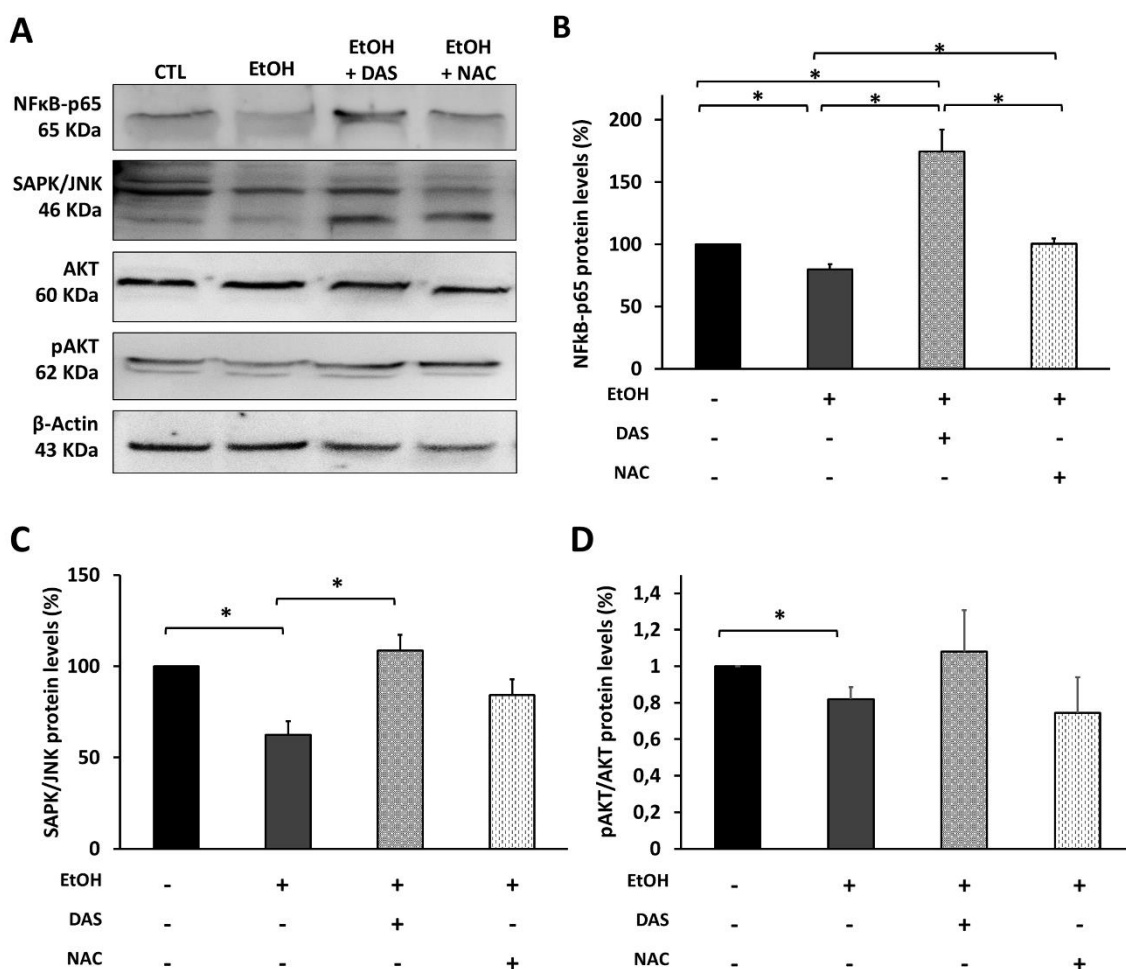 A
CTL
EtOH
EtOH
+ DAS
EtOH
+ NAC
NFκB-p65
65 KDa
SAPK/JNK
46 KDa
AKT
60 KDa
pAKT
62 KDa
β-Actin
43 KDa
B
NFkB-p65 protein levels (%)
200
150
100
50
0
* * * * *
EtOH - + + +
DAS - - + -
NAC - - - +
C
SAPK/JNK protein levels (%)
150
100
50
0
* *
EtOH - + + +
DAS - - + -
NAC - - - +
D
pAKT/AKT protein levels (%)
1,4
1,2
1
0,8
0,6
0,4
0,2
0
*
EtOH - + + +
DAS - - + -
NAC - - - +